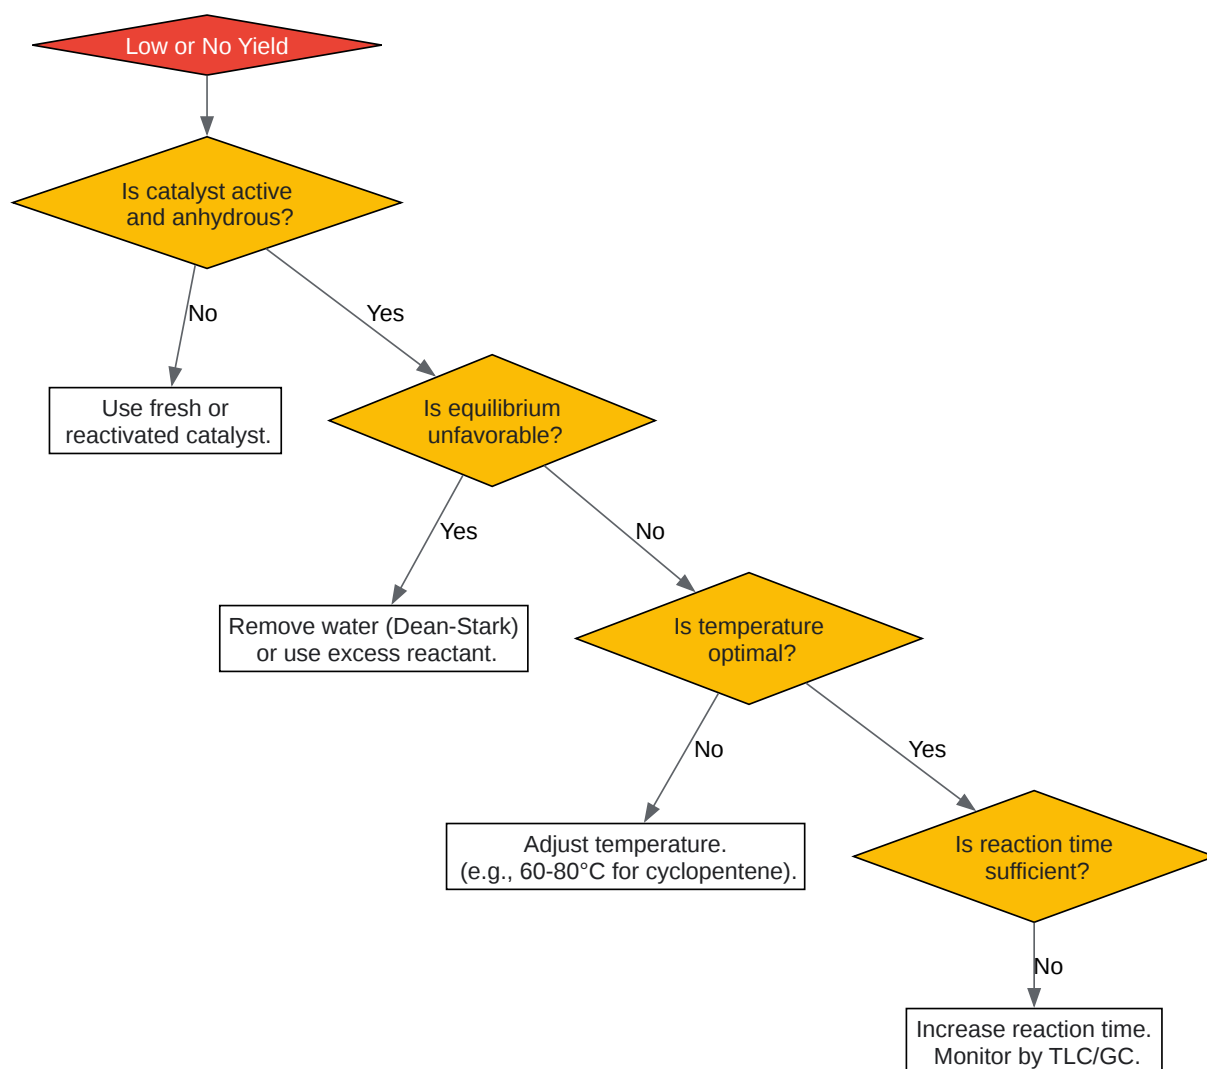 Low or No Yield
Is catalyst active
and anhydrous?
No
Yes
Use fresh or
reactivated catalyst.
Is equilibrium
unfavorable?
Yes
No
Remove water (Dean-Stark)
or use excess reactant.
Is temperature
optimal?
No
Yes
Adjust temperature.
(e.g., 60-80°C for cyclopentene).
Is reaction time
sufficient?
No
Increase reaction time.
Monitor by TLC/GC.